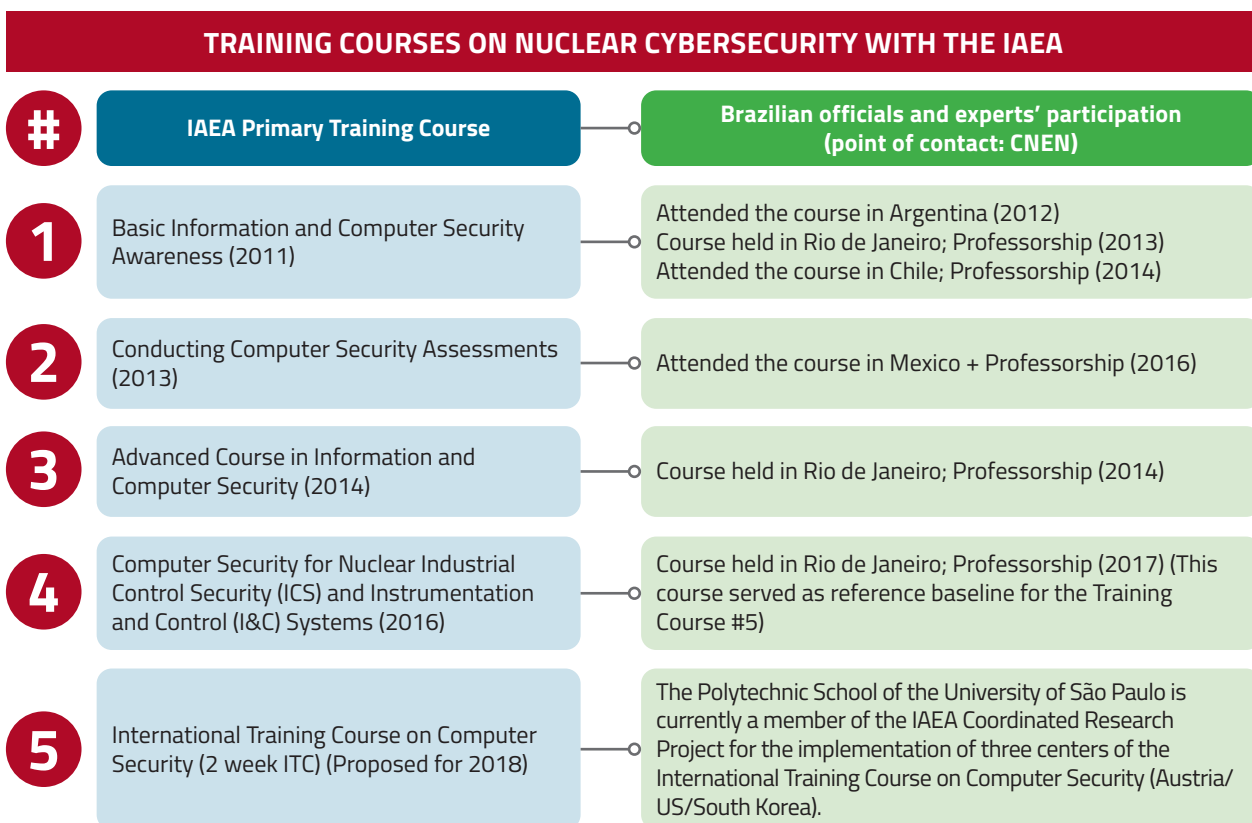 TRAINING COURSES ON NUCLEAR CYBERSECURITY WITH THE IAEA
#
IAEA Primary Training Course
Brazilian officials and experts’ participation
(point of contact: CNEN)
1
Basic Information and Computer Security
Awareness (2011)
Attended the course in Argentina (2012)
Course held in Rio de Janeiro; Professorship (2013)
Attended the course in Chile; Professorship (2014)
2
Conducting Computer Security Assessments
(2013)
Attended the course in Mexico + Professorship (2016)
3
Advanced Course in Information and
Computer Security (2014)
Course held in Rio de Janeiro; Professorship (2014)
4
Computer Security for Nuclear Industrial
Control Security (ICS) and Instrumentation
and Control (I&C) Systems (2016)
Course held in Rio de Janeiro; Professorship (2017) (This
course served as reference baseline for the Training
Course #5)
5
International Training Course on Computer
Security (2 week ITC) (Proposed for 2018)
The Polytechnic School of the University of São Paulo is
currently a member of the IAEA Coordinated Research
Project for the implementation of three centers of the
International Training Course on Computer Security (Austria/
US/South Korea).